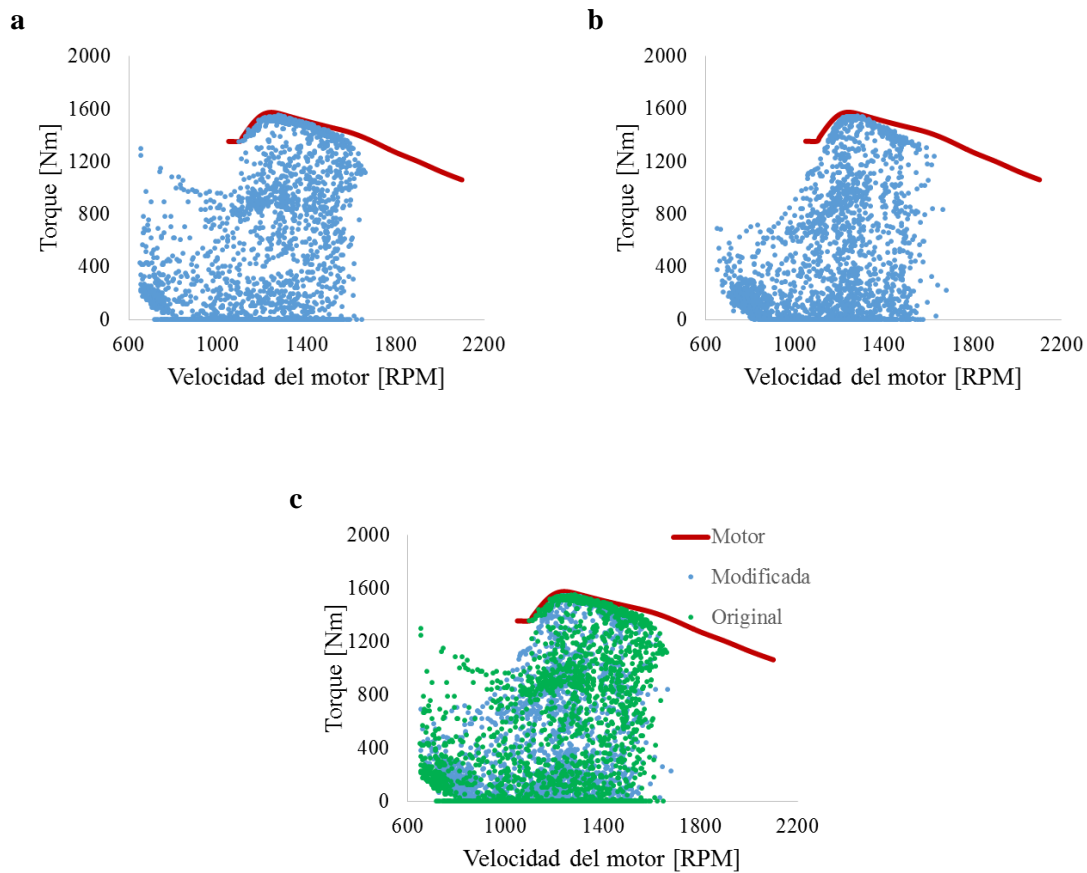 a
2000
1600
1200
800
400
0
Torque [Nm]
600 1000 1400 1800 2200
Velocidad del motor [RPM]
b
2000
1600
1200
800
400
0
Torque [Nm]
600 1000 1400 1800 2200
Velocidad del motor [RPM]
c
2000
1600
1200
800
400
0
Torque [Nm]
Motor
Modificada
Original
600 1000 1400 1800 2200
Velocidad del motor [RPM]